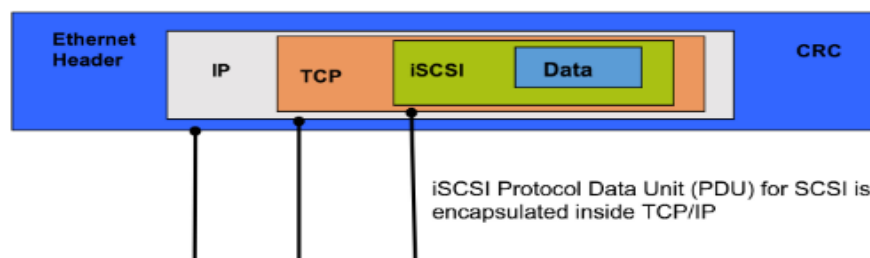 Ethernet
Header
IP
TCP
iSCSI
Data
CRC
iSCSI Protocol Data Unit (PDU) for SCSI is
encapsulated inside TCP/IP